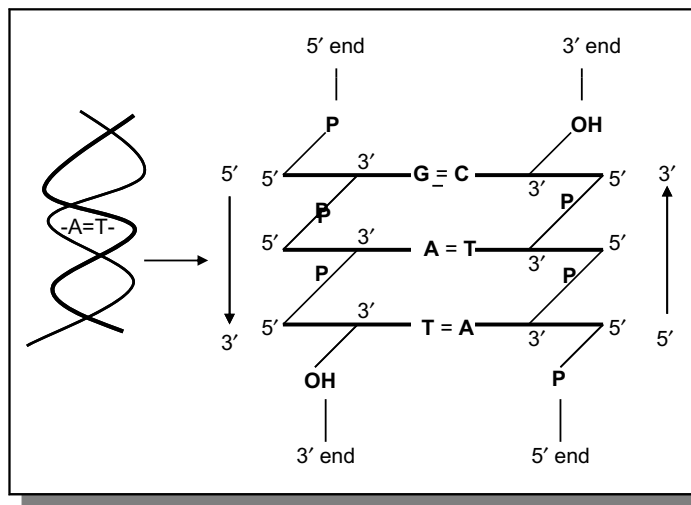 5′ end 3′ end
P OH
5′ 5′ 3′ G ≡ C 3′ 5′ 3′
P P
-A=T-
5′ 3′ A = T 3′ 5′
P P
5′ 3′ T = A 3′ 5′
3′ 5′
OH P
3′ end 5′ end